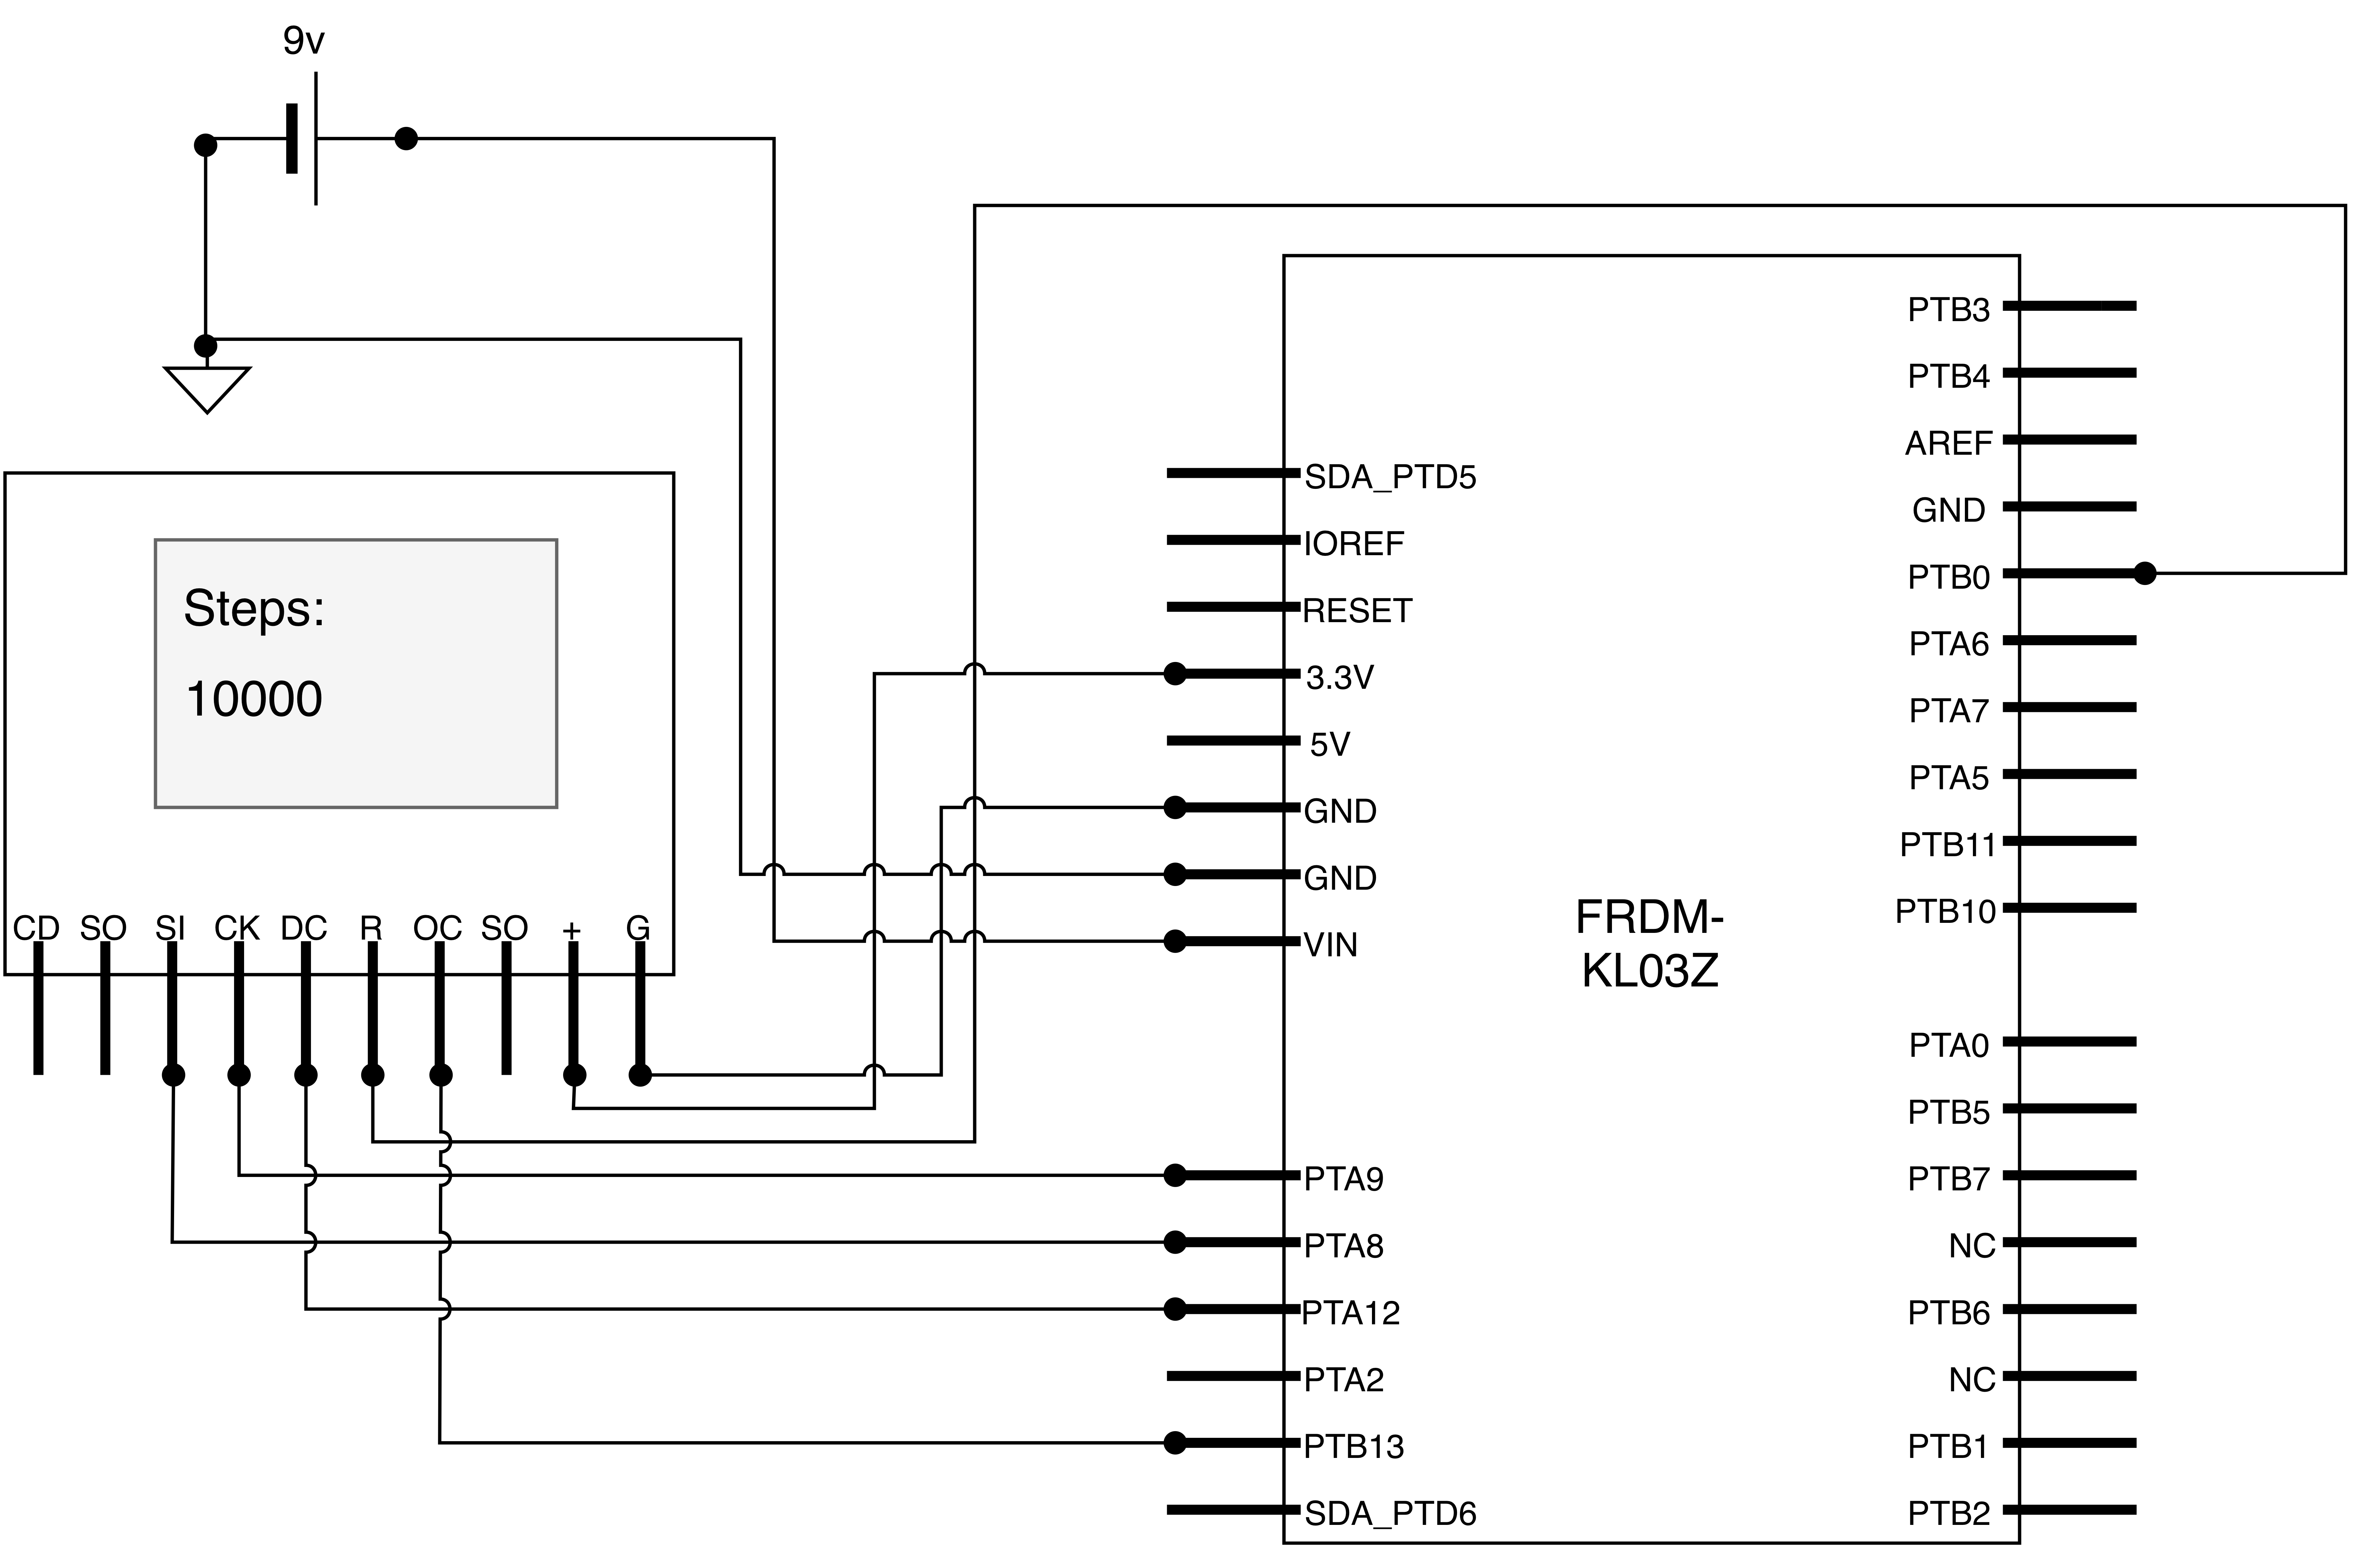 9v
Steps:
10000
CD SO SI CK DC R OC SO + G
SDA_PTD5
IOREF
RESET
3.3V
5V
GND
GND
VIN
PTA9
PTA8
PTA12
PTA2
PTB13
SDA_PTD6
FRDM-
KL03Z
PTB3
PTB4
AREF
GND
PTB0
PTA6
PTA7
PTA5
PTB11
PTB10
PTA0
PTB5
PTB7
NC
PTB6
NC
PTB1
PTB2